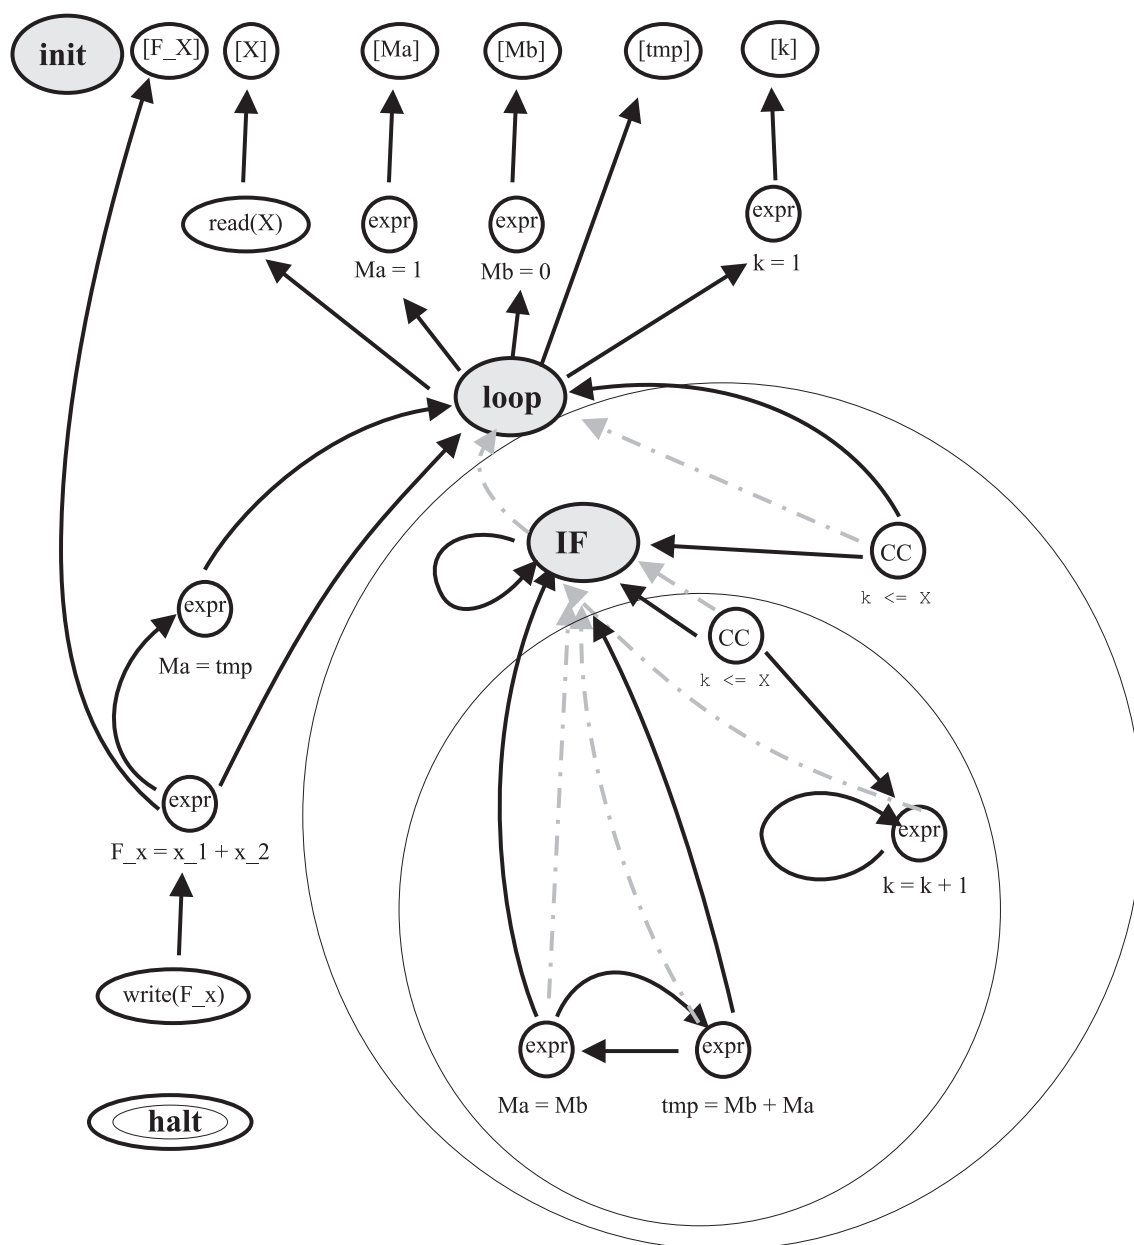 init
[F_X]
[X]
[Ma]
[Mb]
[tmp]
[k]
read(X)
expr
expr
expr
Ma = 1
Mb = 0
k = 1
loop
IF
CC
k <= X
expr
Ma = tmp
CC
k <= X
expr
F_x = x_1 + x_2
expr
k = k + 1
write(F_x)
expr
expr
Ma = Mb
tmp = Mb + Ma
halt